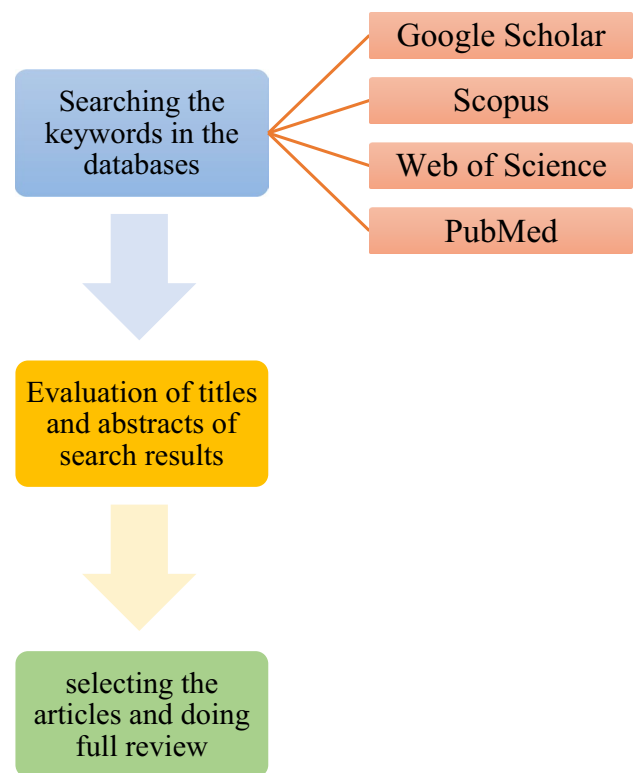 Searching the
keywords in the
databases
Google Scholar
Scopus
Web of Science
PubMed
Evaluation of titles
and abstracts of
search results
selecting the
articles and doing
full review